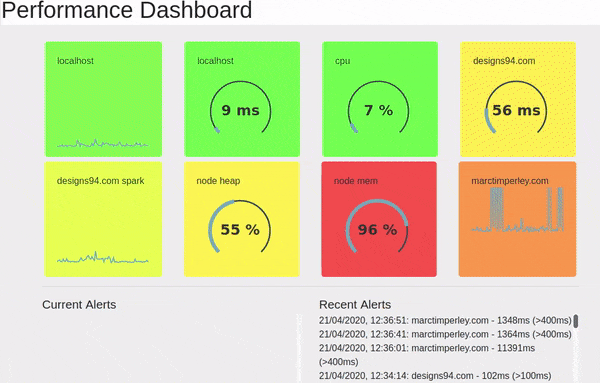 Performance Dashboard
localhost
localhost
cpu
designs94.com
9 ms
7 %
56 ms
designs94.com spark
node heap
node mem
marctimperley.com
55 %
96 %
Current Alerts
Recent Alerts
21/04/2020, 12:36:51: marctimperley.com - 1348ms (>400ms)
21/04/2020, 12:36:41: marctimperley.com - 1364ms (>400ms)
21/04/2020, 12:36:01: marctimperley.com - 11391ms
(>400ms)
21/04/2020, 12:34:14: designs94.com - 102ms (>100ms)